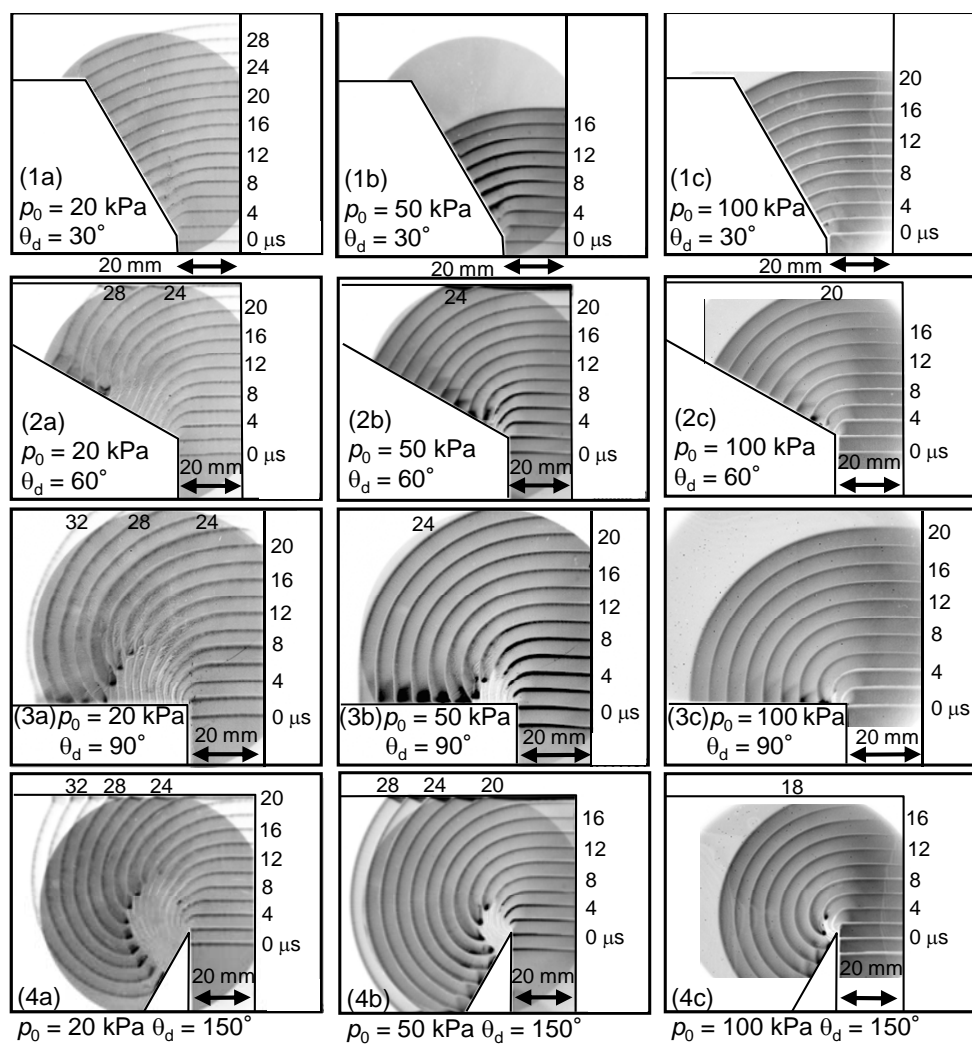 28
24
20
16
12
8
4
0 μs
(1a)
p0 = 20 kPa
θd = 30°
20 mm
16
12
8
4
0 μs
(1b)
p0 = 50 kPa
θd = 30°
20 mm
20
16
12
8
4
0 μs
(1c)
p0 = 100 kPa
θd = 30°
20 mm
28 24
20
16
12
8
4
0 μs
(2a)
p0 = 20 kPa
θd = 60°
20 mm
24
20
16
12
8
4
0 μs
(2b)
p0 = 50 kPa
θd = 60°
20 mm
20
16
12
8
4
0 μs
(2c)
p0 = 100 kPa
θd = 60°
20 mm
32 28 24
20
16
12
8
4
0 μs
(3a) p0 = 20 kPa
θd = 90°
20 mm
24
20
16
12
8
4
0 μs
(3b) p0 = 50 kPa
θd = 90°
20 mm
20
16
12
8
4
0 μs
(3c) p0 = 100 kPa
θd = 90°
20 mm
32 28 24
20
16
12
8
4
0 μs
20 mm
(4a)
p0 = 20 kPa θd = 150°
28 24 20
16
12
8
4
0 μs
20 mm
(4b)
p0 = 50 kPa θd = 150°
18
16
12
8
4
0 μs
20 mm
(4c)
p0 = 100 kPa θd = 150°